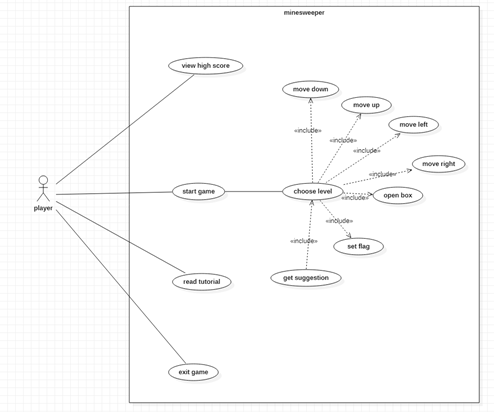 minesweeper
view high score
move down
move up
move left
«include»
«include»
«include»
move right
«include»
player
start game
choose level
open box
«include»
«include»
set flag
«include»
get suggestion
read tutorial
exit game